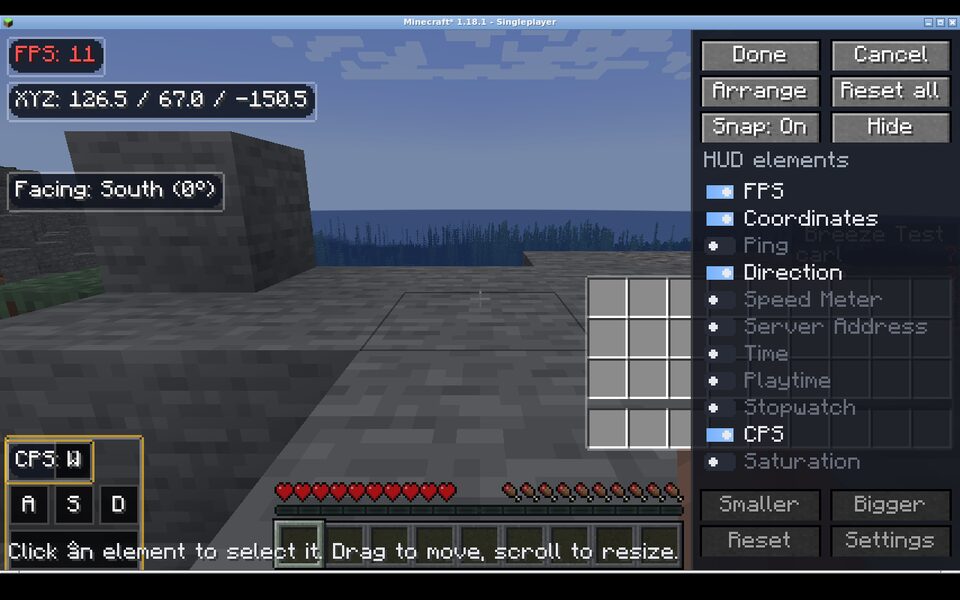 Minecraft* 1.18.1 - Singleplayer
FPS: 11
XYZ: 126.5 / 67.0 / -150.5
Facing: South (0°)
CPS W
A S D
Click an element to select it. Drag to move, scroll to resize.
Done Cancel
Arrange Reset all
Snap: On Hide
HUD elements
FPS
Coordinates
Ping
Direction
Speed Meter
Server Address
Time
Playtime
Stopwatch
CPS
Saturation
Smaller Bigger
Reset Settings